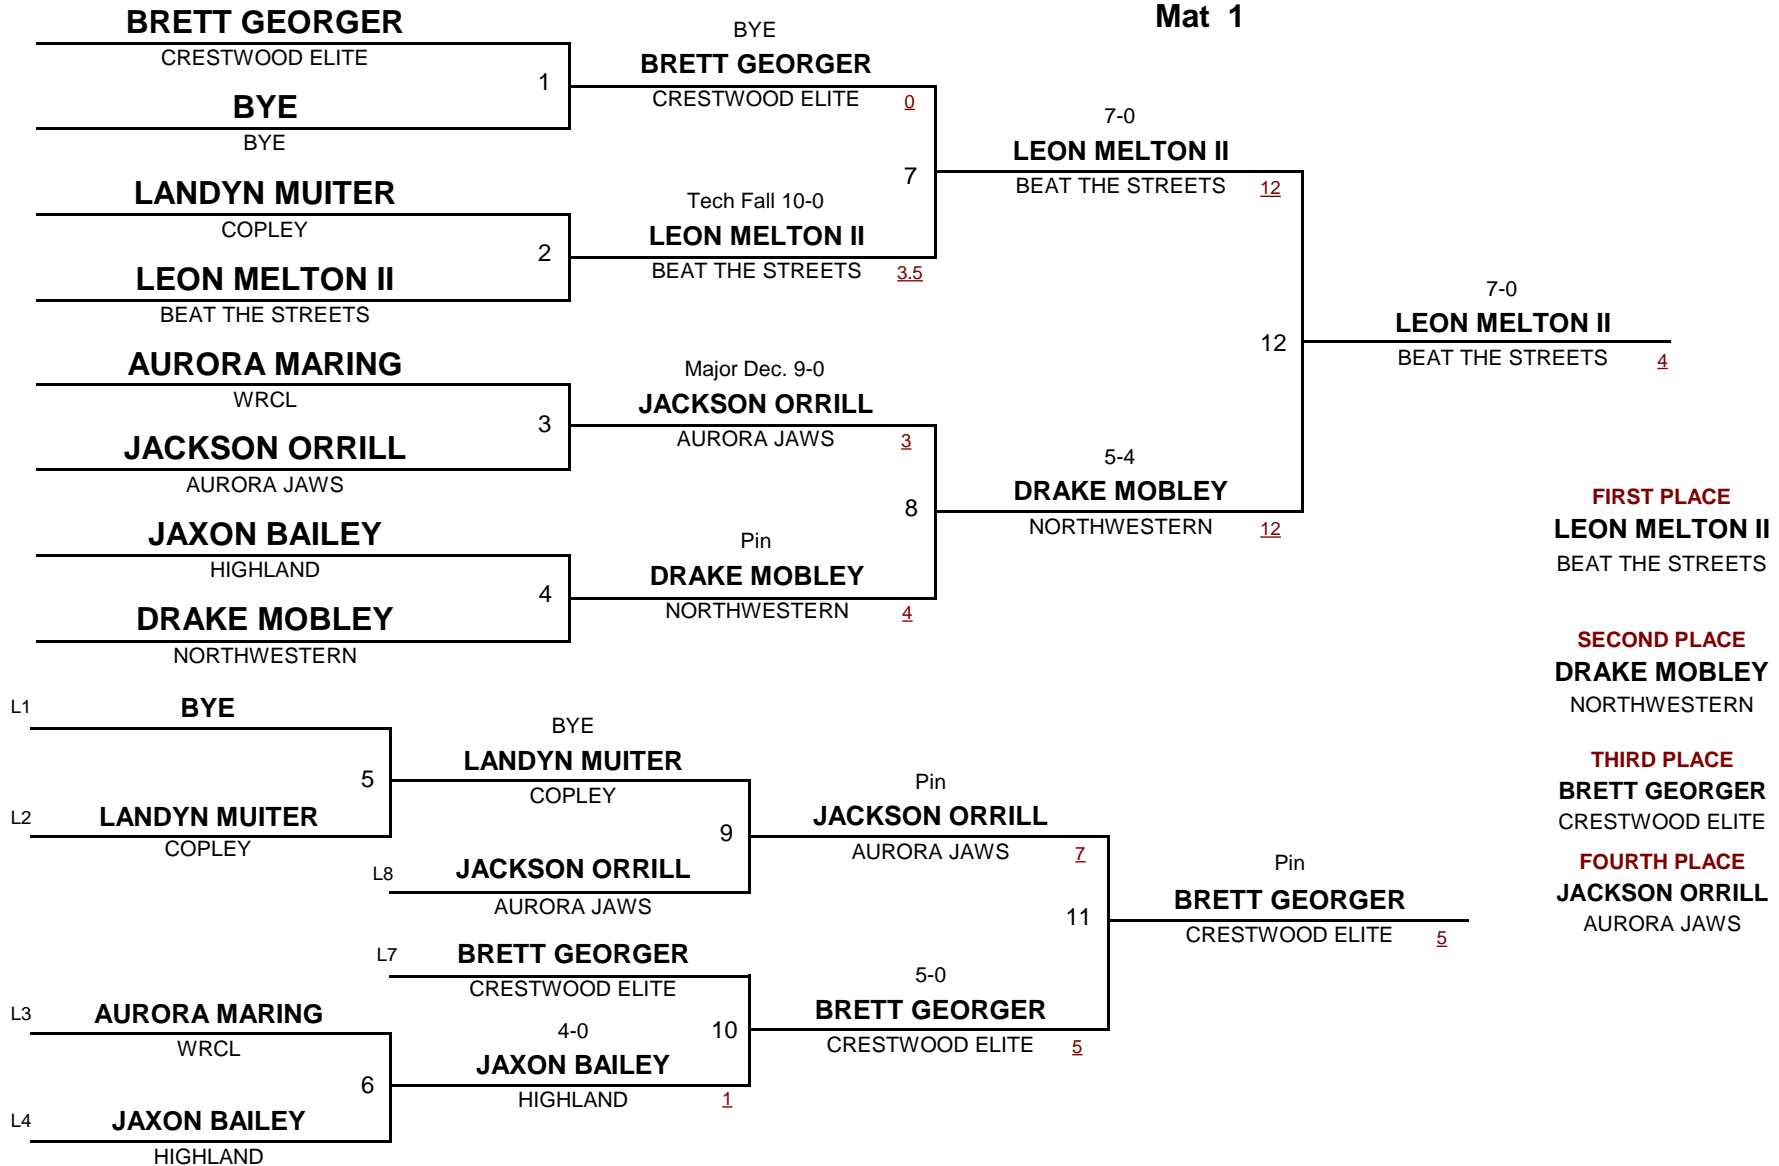 Mat 1
BRETT GEORGER
CRESTWOOD ELITE
1
BYE
BYE
LANDYN MUITER
COPLEY
2
LEON MELTON II
BEAT THE STREETS
AURORA MARING
WRCL
3
JACKSON ORRILL
AURORA JAWS
JAXON BAILEY
HIGHLAND
4
DRAKE MOBLEY
NORTHWESTERN
BYE
BRETT GEORGER
CRESTWOOD ELITE 0
7
Tech Fall 10-0
LEON MELTON II
BEAT THE STREETS 3.5
Major Dec. 9-0
JACKSON ORRILL
AURORA JAWS 3
8
Pin
DRAKE MOBLEY
NORTHWESTERN 4
7-0
LEON MELTON II
BEAT THE STREETS 12
12
5-4
DRAKE MOBLEY
NORTHWESTERN 12
7-0
LEON MELTON II
BEAT THE STREETS 4
L1 BYE
5
L2 LANDYN MUITER
COPLEY
L3 AURORA MARING
WRCL
6
L4 JAXON BAILEY
HIGHLAND
BYE
LANDYN MUITER
COPLEY
9
L8 JACKSON ORRILL
AURORA JAWS
L7 BRETT GEORGER
CRESTWOOD ELITE
10
4-0
JAXON BAILEY
HIGHLAND 1
Pin
JACKSON ORRILL
AURORA JAWS 7
11
5-0
BRETT GEORGER
CRESTWOOD ELITE 5
Pin
BRETT GEORGER
CRESTWOOD ELITE 5
FIRST PLACE
LEON MELTON II
BEAT THE STREETS
SECOND PLACE
DRAKE MOBLEY
NORTHWESTERN
THIRD PLACE
BRETT GEORGER
CRESTWOOD ELITE
FOURTH PLACE
JACKSON ORRILL
AURORA JAWS